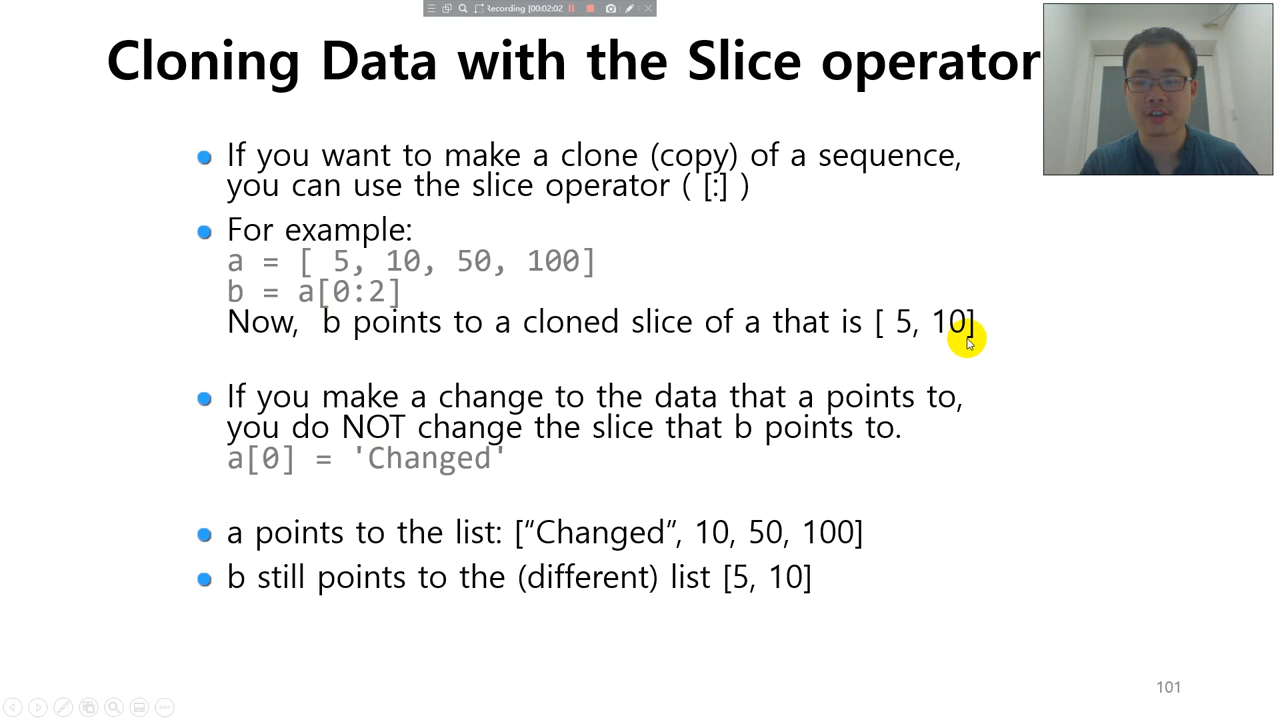 Recording [00:02:02]
Cloning Data with the Slice operator
If you want to make a clone (copy) of a sequence,
you can use the slice operator ( [:] )
For example:
a = [ 5, 10, 50, 100]
b = a[0:2]
Now,  b points to a cloned slice of a that is [ 5, 10]
If you make a change to the data that a points to,
you do NOT change the slice that b points to.
a[0] = 'Changed'
a points to the list: [“Changed”, 10, 50, 100]
b still points to the (different) list [5, 10]
101